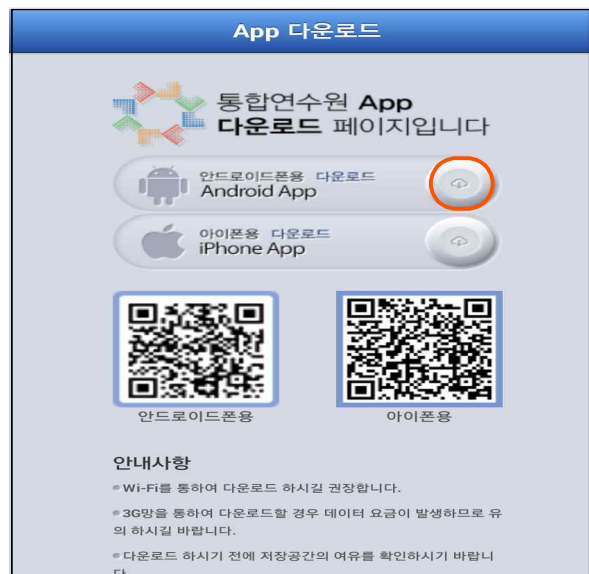 App 다운로드
통합연수원 App
다운로드 페이지입니다
안드로이드폰용 다운로드
Android App
아이폰용 다운로드
iPhone App
안드로이드폰용
아이폰용
안내사항
Wi-Fi를 통하여 다운로드 하시길 권장합니다.
3G망을 통하여 다운로드할 경우 데이터 요금이 발생하므로 유
의 하시길 바랍니다.
다운로드 하시기 전에 저장공간의 여유를 확인하시기 바랍니
다